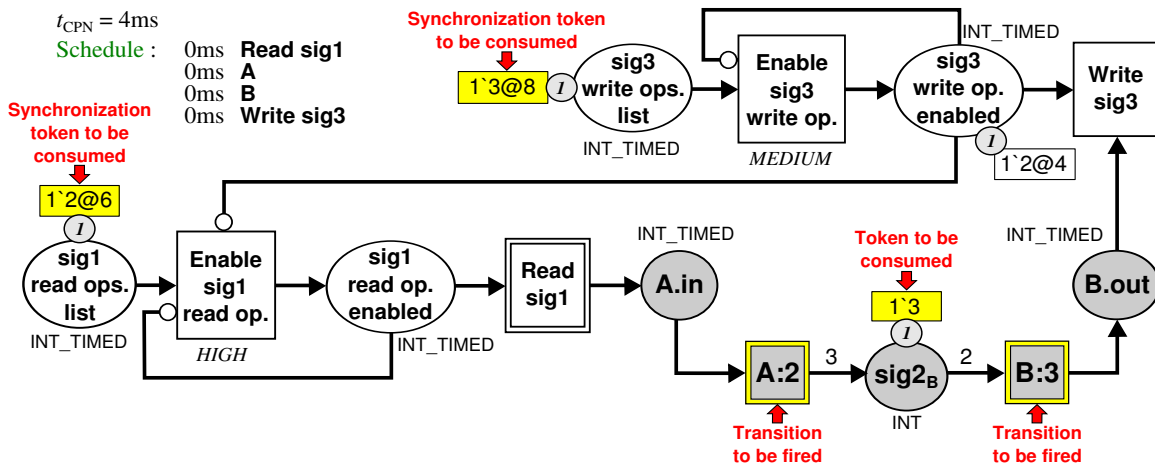 t_CPN = 4ms
Schedule : 0ms Read sig1
0ms A
0ms B
0ms Write sig3
Synchronization
token to be
consumed
1`2@6
1
sig1
read ops.
list
INT_TIMED
Enable
sig1
read op.
HIGH
sig1
read op.
enabled
INT_TIMED
Read
sig1
Synchronization token
to be consumed
1`3@8
1
sig3
write ops.
list
INT_TIMED
Enable
sig3
write op.
MEDIUM
INT_TIMED
sig3
write op.
enabled
1
1`2@4
Write
sig3
INT_TIMED
A.in
A:2
Transition
to be fired
3
Token to be
consumed
1`3
1
sig2B
INT
2
B:3
Transition
to be fired
INT_TIMED
B.out